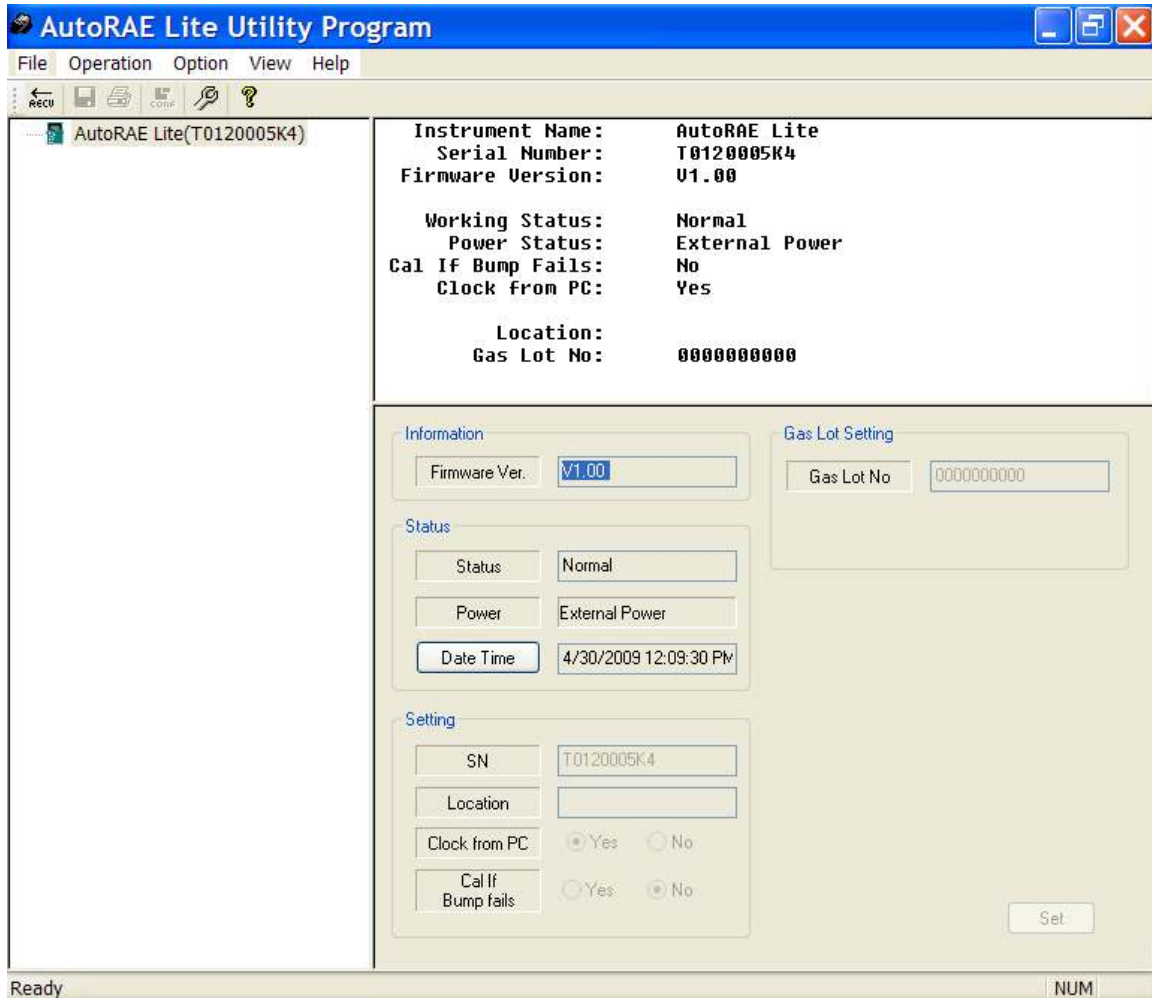 AutoRAE Lite Utility Program
File Operation Option View Help
RECV CONF
AutoRAE Lite(T0120005K4)
Instrument Name: AutoRAE Lite
Serial Number: T0120005K4
Firmware Version: V1.00
Working Status: Normal
Power Status: External Power
Cal If Bump Fails: No
Clock from PC: Yes
Location:
Gas Lot No: 0000000000
Information
Firmware Ver. V1.00
Status
Status Normal
Power External Power
Date Time 4/30/2009 12:09:30 PM
Setting
SN T0120005K4
Location
Clock from PC Yes No
Cal If
Bump fails Yes No
Gas Lot Setting
Gas Lot No 0000000000
Set
Ready NUM